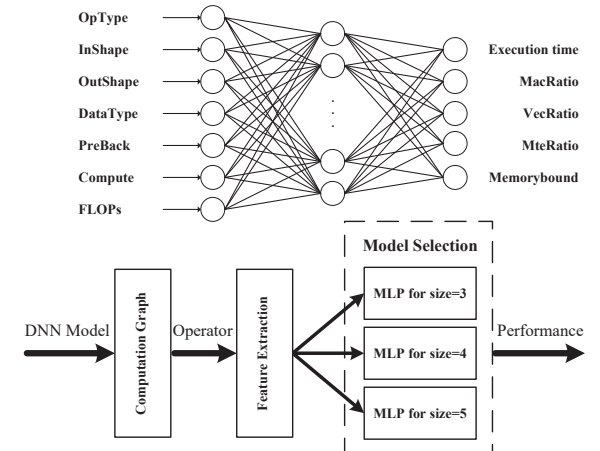 OpType
InShape
OutShape
DataType
PreBack
Compute
FLOPs
Execution time
MacRatio
VecRatio
MteRatio
Memorybound
DNN Model
Computation Graph
Operator
Feature Extraction
Model Selection
MLP for size=3
MLP for size=4
MLP for size=5
Performance